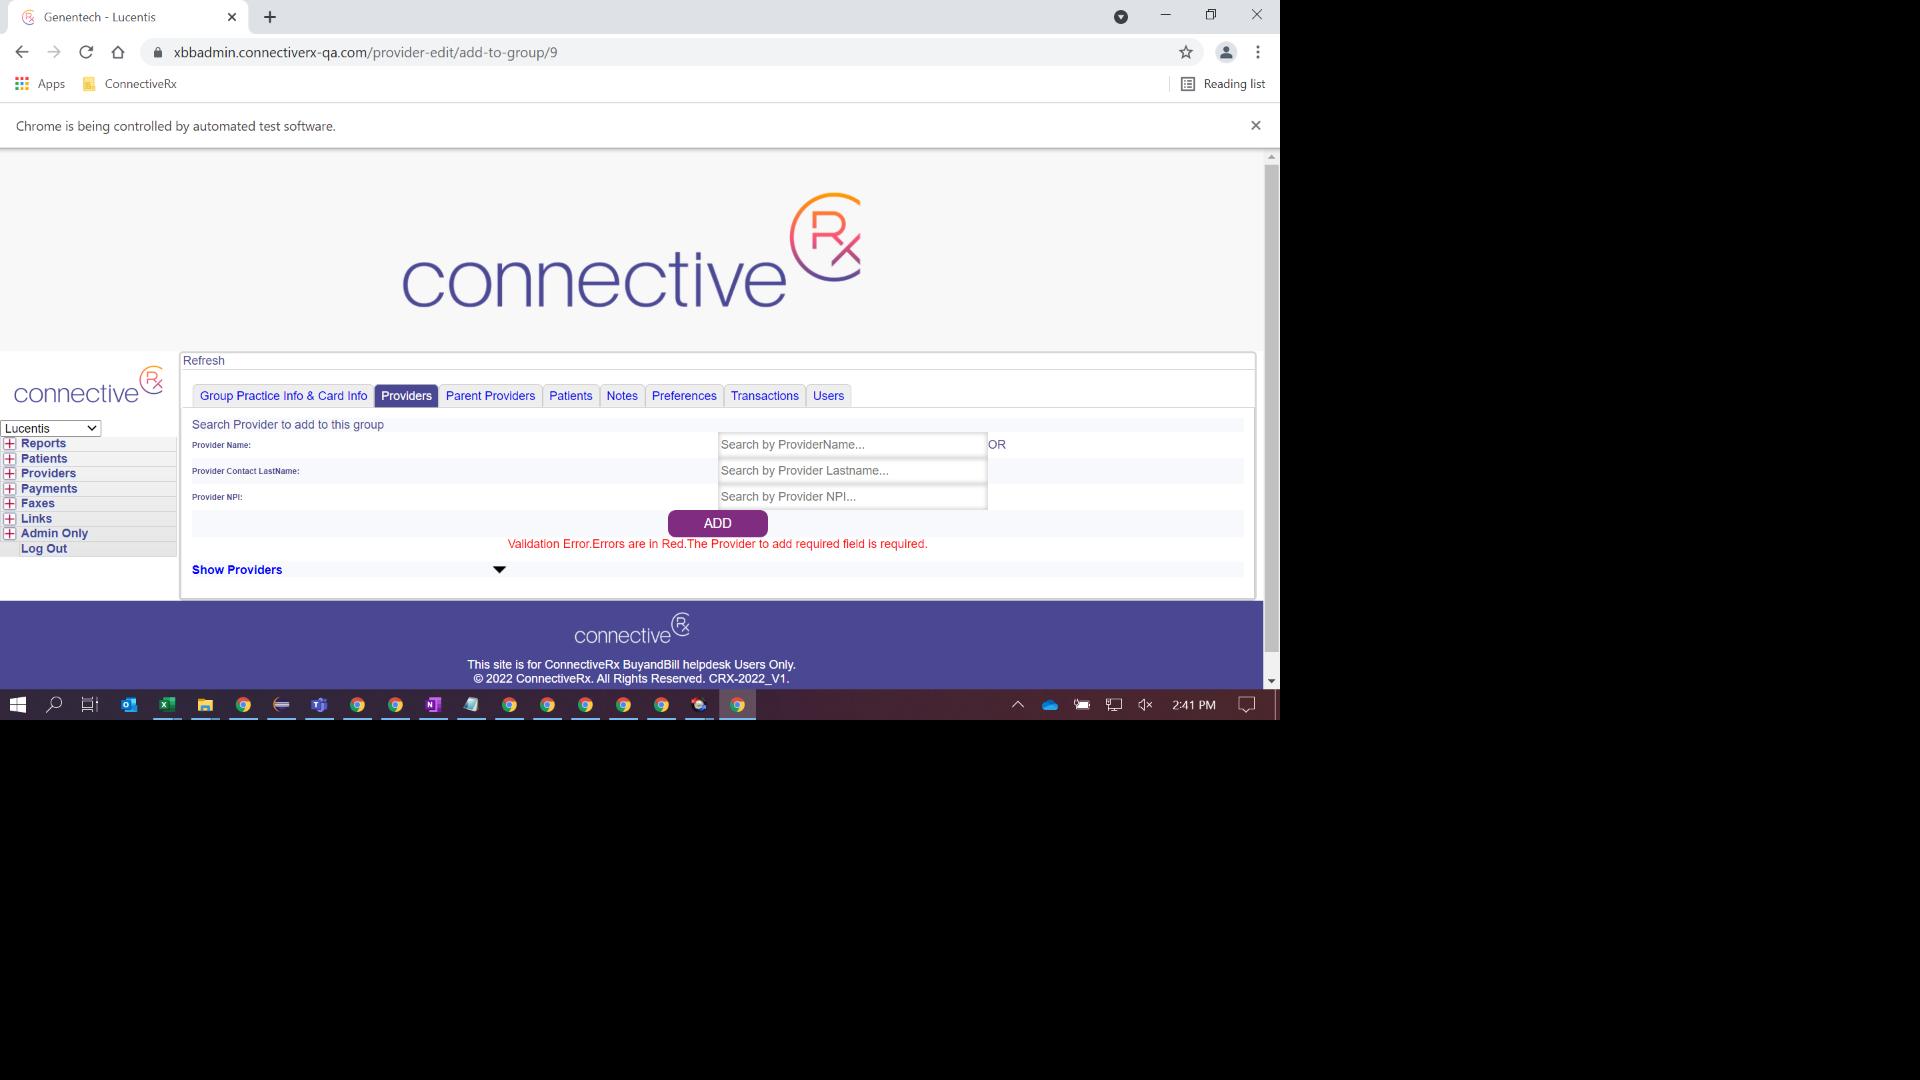 Genentech - Lucentis
xbbadmin.connectiverx-qa.com/provider-edit/add-to-group/9
Apps ConnectiveRx Reading list
Chrome is being controlled by automated test software.
connective Rx
Refresh
connective Rx
Group Practice Info & Card Info Providers Parent Providers Patients Notes Preferences Transactions Users
Lucentis
Reports
Patients
Providers
Payments
Faxes
Links
Admin Only
Log Out
Search Provider to add to this group
Provider Name: Search by ProviderName... OR
Provider Contact LastName: Search by Provider Lastname...
Provider NPI: Search by Provider NPI...
ADD
Validation Error.Errors are in Red.The Provider to add required field is required.
Show Providers
connective Rx
This site is for ConnectiveRx BuyandBill helpdesk Users Only.
© 2022 ConnectiveRx. All Rights Reserved. CRX-2022_V1.
2:41 PM